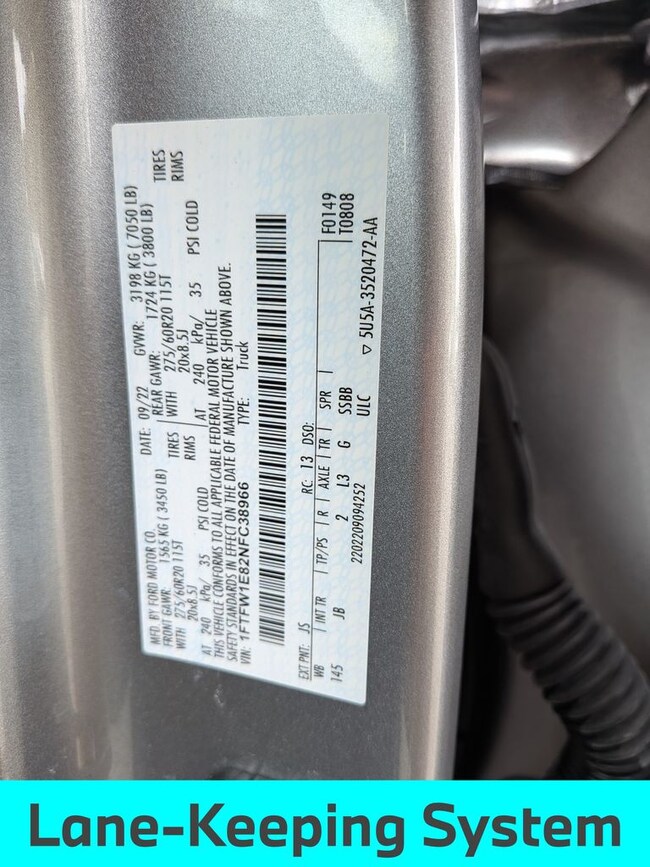 MFD. BY FORD MOTOR CO.
DATE: 09/22 GVWR: 3198 KG ( 7050 LB)
FRONT GAWR: 1565 KG ( 3450 LB) REAR GAWR: 1724 KG ( 3800 LB)
WITH 275/60R20 115T TIRES WITH 275/60R20 115T TIRES
20x8.5J RIMS 20x8.5J RIMS
AT 240 kPa/ 35 PSI COLD AT 240 kPa/ 35 PSI COLD
THIS VEHICLE CONFORMS TO ALL APPLICABLE FEDERAL MOTOR VEHICLE
SAFETY STANDARDS IN EFFECT ON THE DATE OF MANUFACTURE SHOWN ABOVE.
VIN: 1FTFW1E82NFC38966 TYPE: Truck
F0149
T0808
EXT PNT: JS RC: 13 DSO:
WB INT TR TP/PS R AXLE TR SPR
145 JB 2 L3 G SSBB
2202209094252 ULC
▽ 5U5A-3520472-AA
Lane-Keeping System